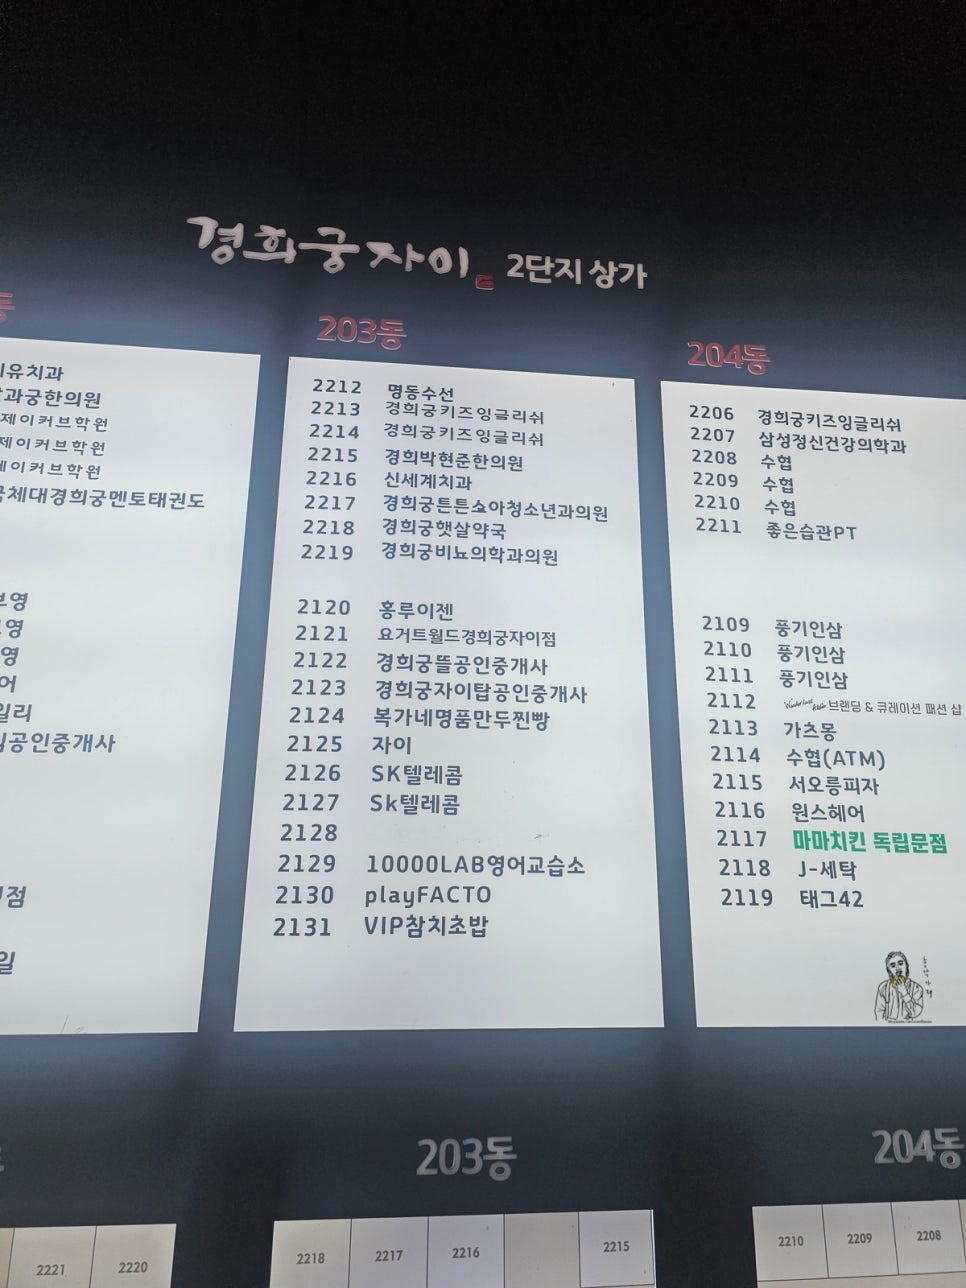 경희궁자이 2단지 상가
203동
204동
유치과
과궁한의원
제이커브학원
제이커브학원
제이커브학원
국체대경희궁멘토태권도
영
영
영
어
일리
공인중개사
점
일
2212 명동수선
2213 경희궁키즈잉글리쉬
2214 경희궁키즈잉글리쉬
2215 경희박현준한의원
2216 신세계치과
2217 경희궁튼튼소아청소년과의원
2218 경희궁햇살약국
2219 경희궁비뇨의학과의원
2120 홍루이젠
2121 요거트월드경희궁자이점
2122 경희궁뜰공인중개사
2123 경희궁자이탑공인중개사
2124 복가네명품만두찐빵
2125 자이
2126 SK텔레콤
2127 Sk텔레콤
2128
2129 10000LAB영어교습소
2130 playFACTO
2131 VIP참치초밥
2206 경희궁키즈잉글리쉬
2207 삼성정신건강의학과
2208 수협
2209 수협
2210 수협
2211 좋은습관PT
2109 풍기인삼
2110 풍기인삼
2111 풍기인삼
2112 브랜딩 & 큐레이션 패션 샵
2113 가츠몽
2114 수협(ATM)
2115 서오릉피자
2116 원스헤어
2117 마마치킨 독립문점
2118 J-세탁
2119 태그42
203동
204동
2221 2220
2218 2217 2216 2215
2210 2209 2208